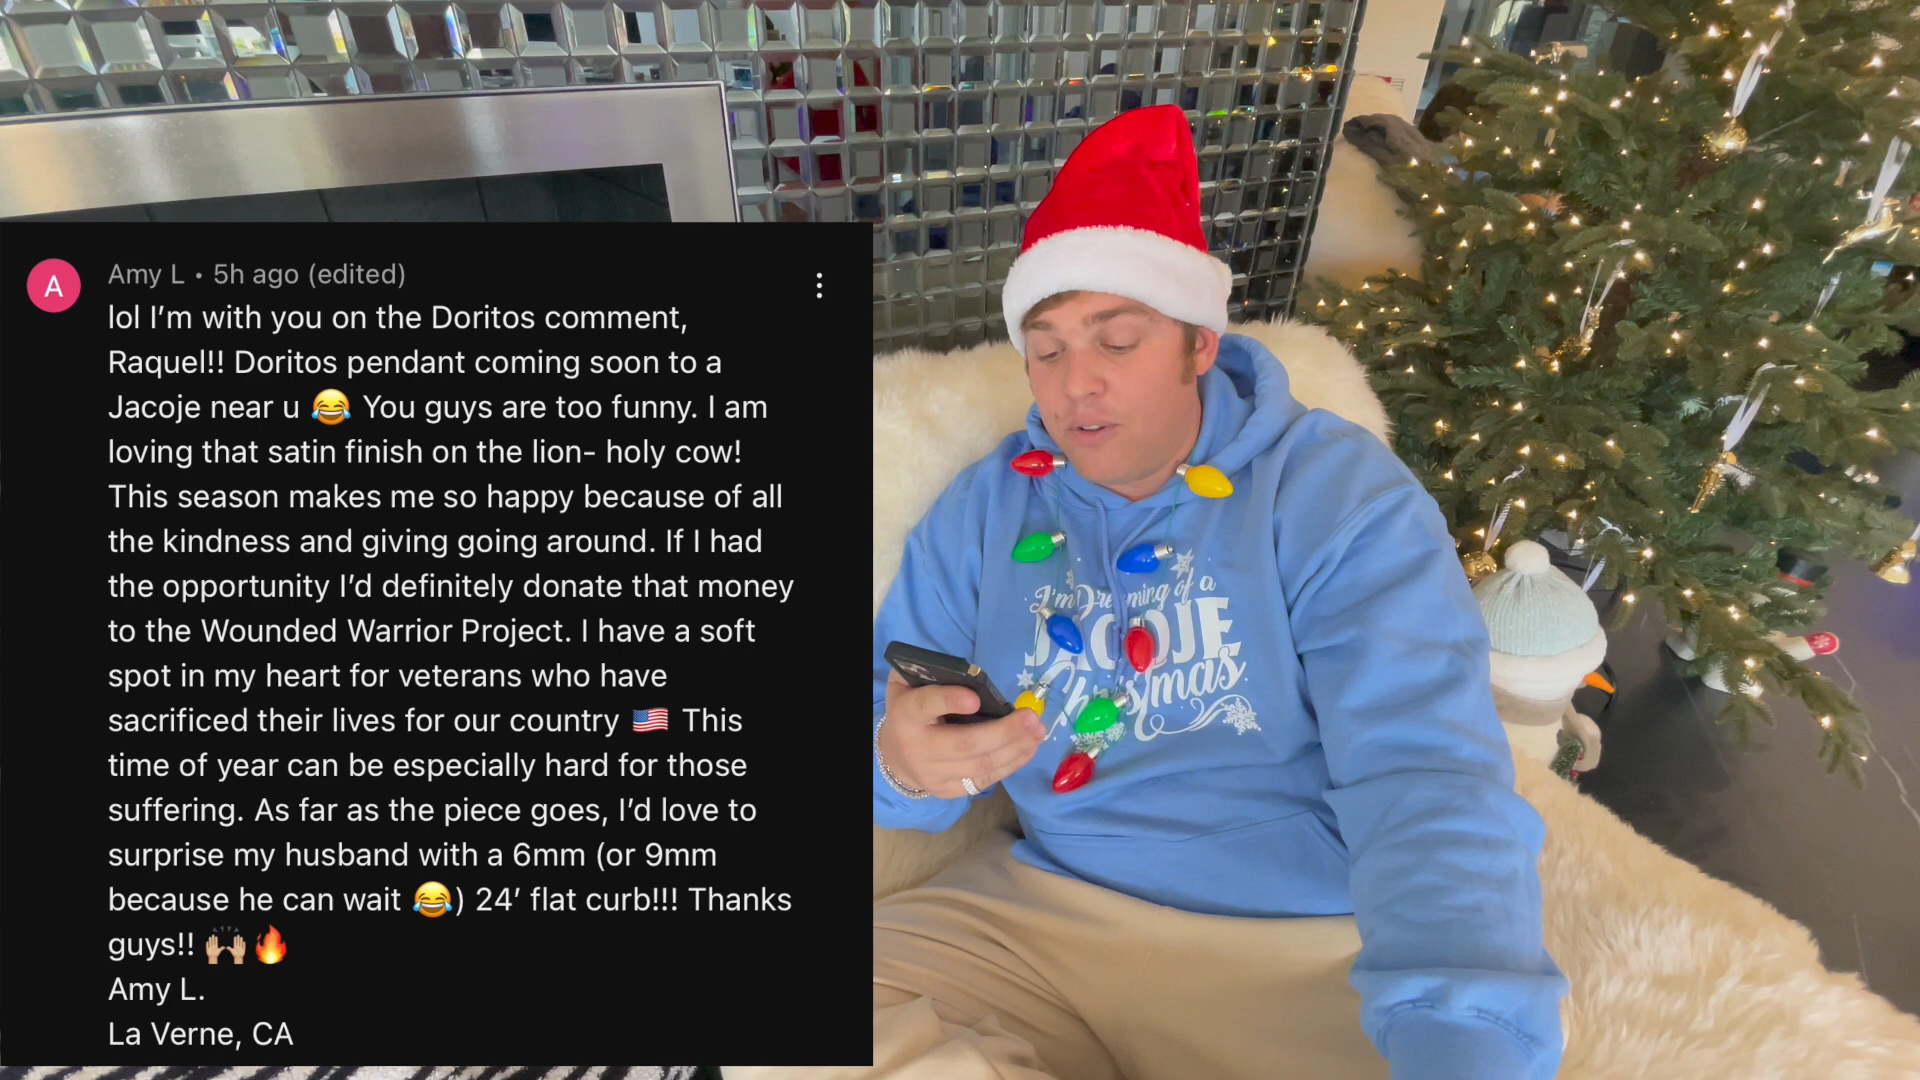 A
Amy L • 5h ago (edited)
lol I’m with you on the Doritos comment,
Raquel!! Doritos pendant coming soon to a
Jacoje near u 😂 You guys are too funny. I am
loving that satin finish on the lion- holy cow!
This season makes me so happy because of all
the kindness and giving going around. If I had
the opportunity I’d definitely donate that money
to the Wounded Warrior Project. I have a soft
spot in my heart for veterans who have
sacrificed their lives for our country 🇺🇸 This
time of year can be especially hard for those
suffering. As far as the piece goes, I’d love to
surprise my husband with a 6mm (or 9mm
because he can wait 😂) 24′ flat curb!!! Thanks
guys!! 🙌🏼🔥
Amy L.
La Verne, CA
I'm Dreaming of a
JACOJE
Christmas